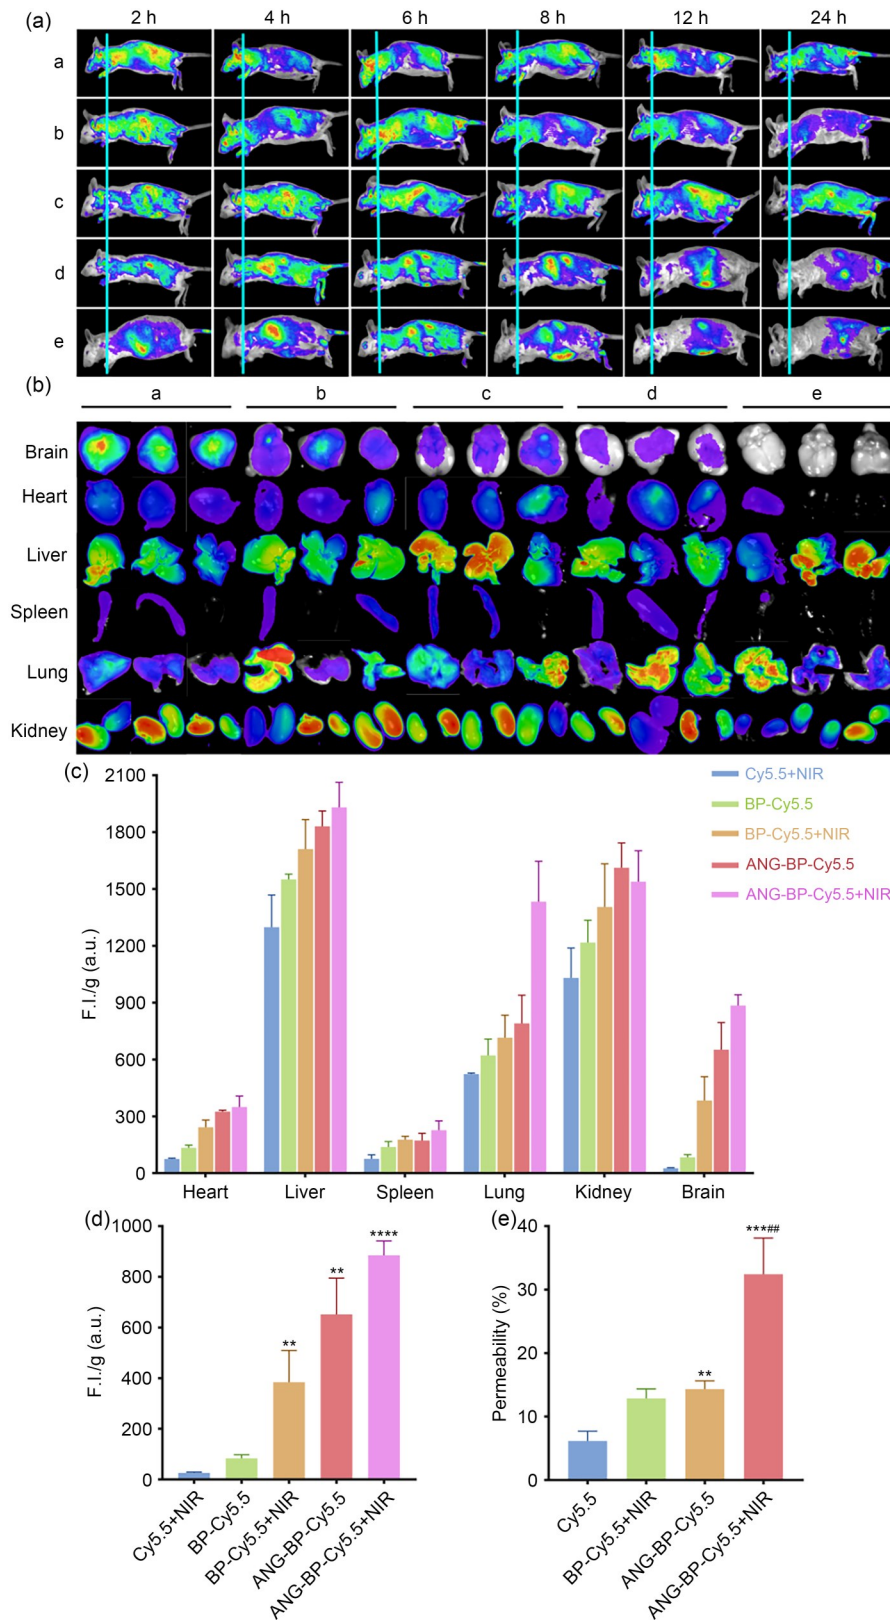 (a)
2 h 4 h 6 h 8 h 12 h 24 h
a
b
c
d
e
(b)
a b c d e
Brain
Heart
Liver
Spleen
Lung
Kidney
(c)
F.I./g (a.u.)
2100
1800
1500
1200
900
600
300
0
Heart Liver Spleen Lung Kidney Brain
Cy5.5+NIR
BP-Cy5.5
BP-Cy5.5+NIR
ANG-BP-Cy5.5
ANG-BP-Cy5.5+NIR
(d)
F.I./g (a.u.)
1000
800
600
400
200
0
**
**
****
Cy5.5+NIR
BP-Cy5.5
BP-Cy5.5+NIR
ANG-BP-Cy5.5
ANG-BP-Cy5.5+NIR
(e)
Permeability (%)
40
30
20
10
0
**
***##
Cy5.5
BP-Cy5.5+NIR
ANG-BP-Cy5.5
ANG-BP-Cy5.5+NIR